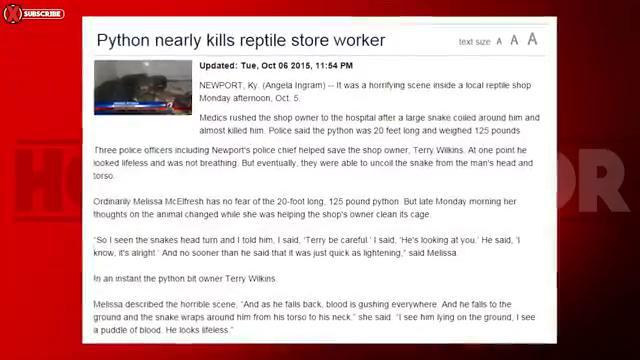 SUBSCRIBE
Python nearly kills reptile store worker
text size A A A
Updated: Tue, Oct 06 2015, 11:54 PM
NEWPORT, Ky. (Angela Ingram) -- It was a horrifying scene inside a local reptile shop
Monday afternoon, Oct. 5.
Medics rushed the shop owner to the hospital after a large snake coiled around him and
almost killed him. Police said the python was 20 feet long and weighed 125 pounds
Three police officers including Newport's police chief helped save the shop owner, Terry Wilkins. At one point he
looked lifeless and was not breathing. But eventually, they were able to uncoil the snake from the man's head and
torso.
Ordinarily Melissa McElfresh has no fear of the 20-foot long, 125 pound python. But late Monday morning her
thoughts on the animal changed while she was helping the shop's owner clean its cage.
"So I seen the snakes head turn and I told him, I said, 'Terry be careful.' I said, 'He's looking at you.' He said, 'I
know, it's alright.' And no sooner than he said that it was just quick as lightening," said Melissa.
In an instant the python bit owner Terry Wilkins.
Melissa described the horrible scene, "And as he falls back, blood is gushing everywhere. And he falls to the
ground and the snake wraps around him from his torso to his neck," she said. "I see him lying on the ground, I see
a puddle of blood. He looks lifeless."